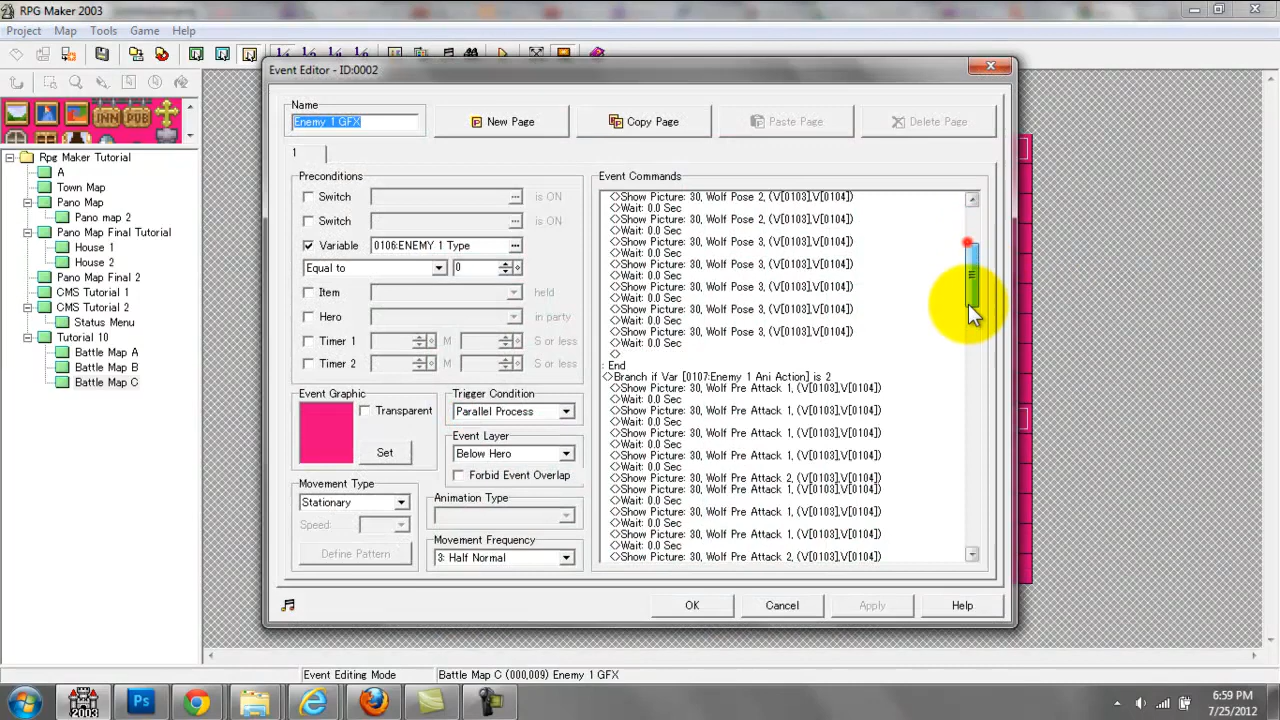 RPG Maker 2003
Project Map Tools Game Help
Event Editor - ID:0002
Name
Enemy 1 GFX
New Page
Copy Page
Paste Page
Delete Page
1
INN
PUB
Rpg Maker Tutorial
A
Town Map
Pano Map
Pano map 2
Pano Map Final Tutorial
House 1
House 2
Pano Map Final 2
CMS Tutorial 1
CMS Tutorial 2
Status Menu
Tutorial 10
Battle Map A
Battle Map B
Battle Map C
Preconditions
Switch ... is ON
Switch ... is ON
Variable 0106:ENEMY 1 Type ...
Equal to 0
Item held
Hero in party
Timer 1 M S or less
Timer 2 M S or less
Event Graphic
Transparent
Set
Trigger Condition
Parallel Process
Event Layer
Below Hero
Forbid Event Overlap
Movement Type
Stationary
Speed:
Define Pattern
Animation Type
Movement Frequency
3: Half Normal
Event Commands
◇Show Picture: 30, Wolf Pose 2, (V[0103],V[0104])
◇Wait: 0.0 Sec
◇Show Picture: 30, Wolf Pose 2, (V[0103],V[0104])
◇Wait: 0.0 Sec
◇Show Picture: 30, Wolf Pose 3, (V[0103],V[0104])
◇Wait: 0.0 Sec
◇Show Picture: 30, Wolf Pose 3, (V[0103],V[0104])
◇Wait: 0.0 Sec
◇Show Picture: 30, Wolf Pose 3, (V[0103],V[0104])
◇Wait: 0.0 Sec
◇Show Picture: 30, Wolf Pose 3, (V[0103],V[0104])
◇Wait: 0.0 Sec
◇Show Picture: 30, Wolf Pose 3, (V[0103],V[0104])
◇Wait: 0.0 Sec
◇
: End
◇Branch if Var [0107:Enemy 1 Ani Action] is 2
◇Show Picture: 30, Wolf Pre Attack 1, (V[0103],V[0104])
◇Wait: 0.0 Sec
◇Show Picture: 30, Wolf Pre Attack 1, (V[0103],V[0104])
◇Wait: 0.0 Sec
◇Show Picture: 30, Wolf Pre Attack 1, (V[0103],V[0104])
◇Wait: 0.0 Sec
◇Show Picture: 30, Wolf Pre Attack 1, (V[0103],V[0104])
◇Wait: 0.0 Sec
◇Show Picture: 30, Wolf Pre Attack 2, (V[0103],V[0104])
◇Show Picture: 30, Wolf Pre Attack 1, (V[0103],V[0104])
◇Wait: 0.0 Sec
◇Show Picture: 30, Wolf Pre Attack 1, (V[0103],V[0104])
◇Wait: 0.0 Sec
◇Show Picture: 30, Wolf Pre Attack 1, (V[0103],V[0104])
◇Wait: 0.0 Sec
◇Show Picture: 30, Wolf Pre Attack 2, (V[0103],V[0104])
OK
Cancel
Apply
Help
Event Editing Mode
Battle Map C (000,009) Enemy 1 GFX
2003
Ps
6:59 PM
7/25/2012